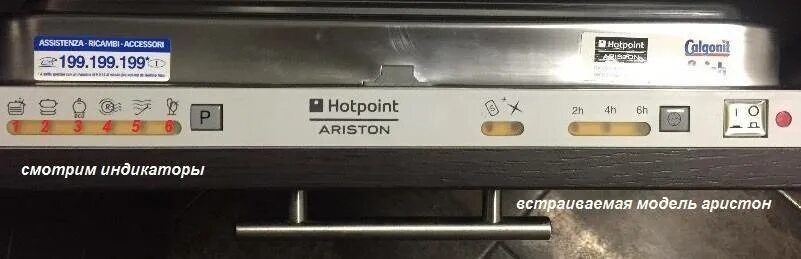 ASSISTENZA - RICAMBI - ACCESSORI
199.199.199*
Hotpoint
ARISTON
Calgonit
1 2 3 4 5 6
eco
P
Hotpoint
ARISTON
S +
2h 4h 6h
I O
смотрим индикаторы
встраиваемая модель аристон